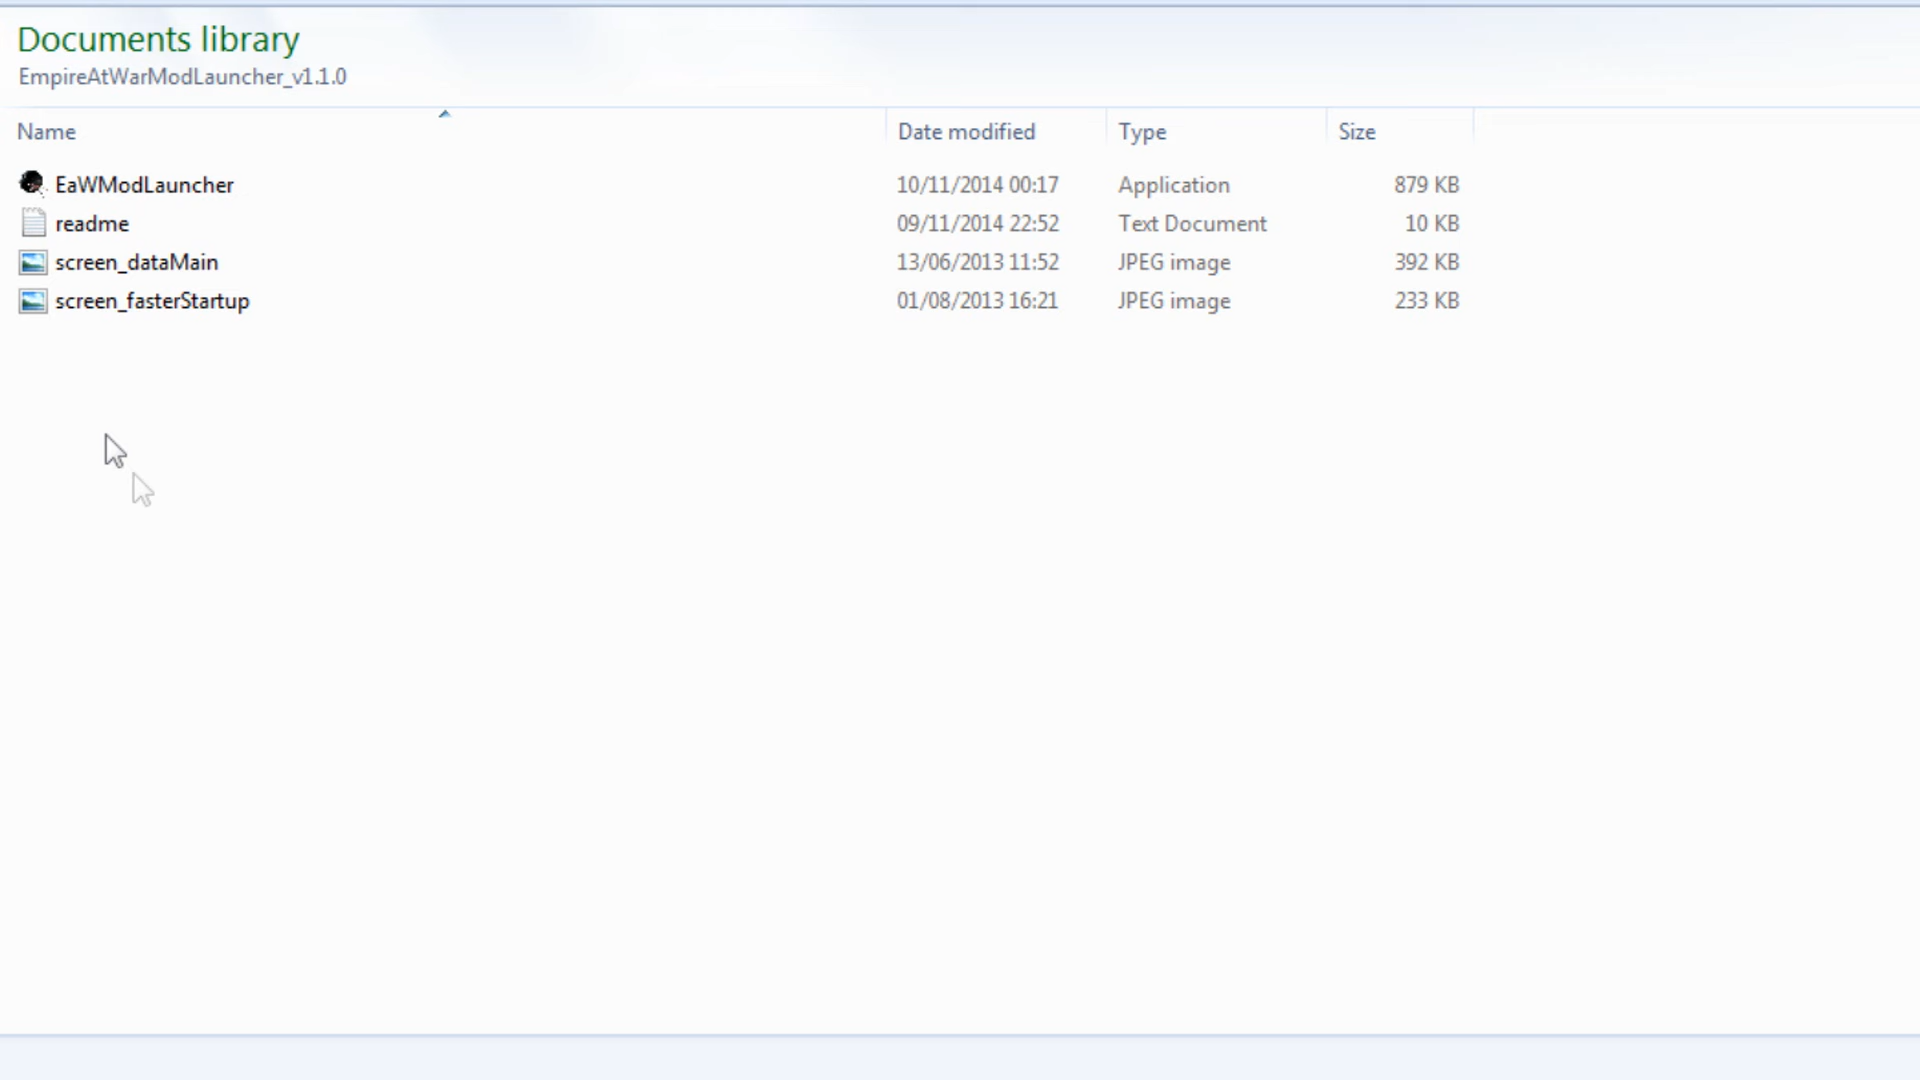 Documents library
EmpireAtWarModLauncher_v1.1.0
Name Date modified Type Size
EaWModLauncher 10/11/2014 00:17 Application 879 KB
readme 09/11/2014 22:52 Text Document 10 KB
screen_dataMain 13/06/2013 11:52 JPEG image 392 KB
screen_fasterStartup 01/08/2013 16:21 JPEG image 233 KB